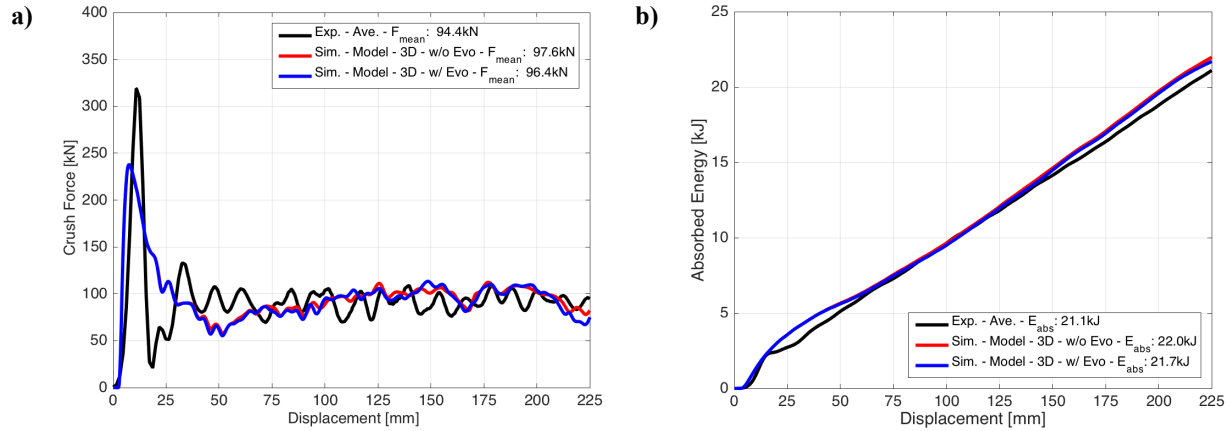 a)
Crush Force [kN]
400
350
300
250
200
150
100
50
0
Exp. - Ave. - F_mean: 94.4kN
Sim. - Model - 3D - w/o Evo - F_mean: 97.6kN
Sim. - Model - 3D - w/ Evo - F_mean: 96.4kN
0 25 50 75 100 125 150 175 200 225
Displacement [mm]
b)
Absorbed Energy [kJ]
25
20
15
10
5
0
Exp. - Ave. - E_abs: 21.1kJ
Sim. - Model - 3D - w/o Evo - E_abs: 22.0kJ
Sim. - Model - 3D - w/ Evo - E_abs: 21.7kJ
0 25 50 75 100 125 150 175 200 225
Displacement [mm]